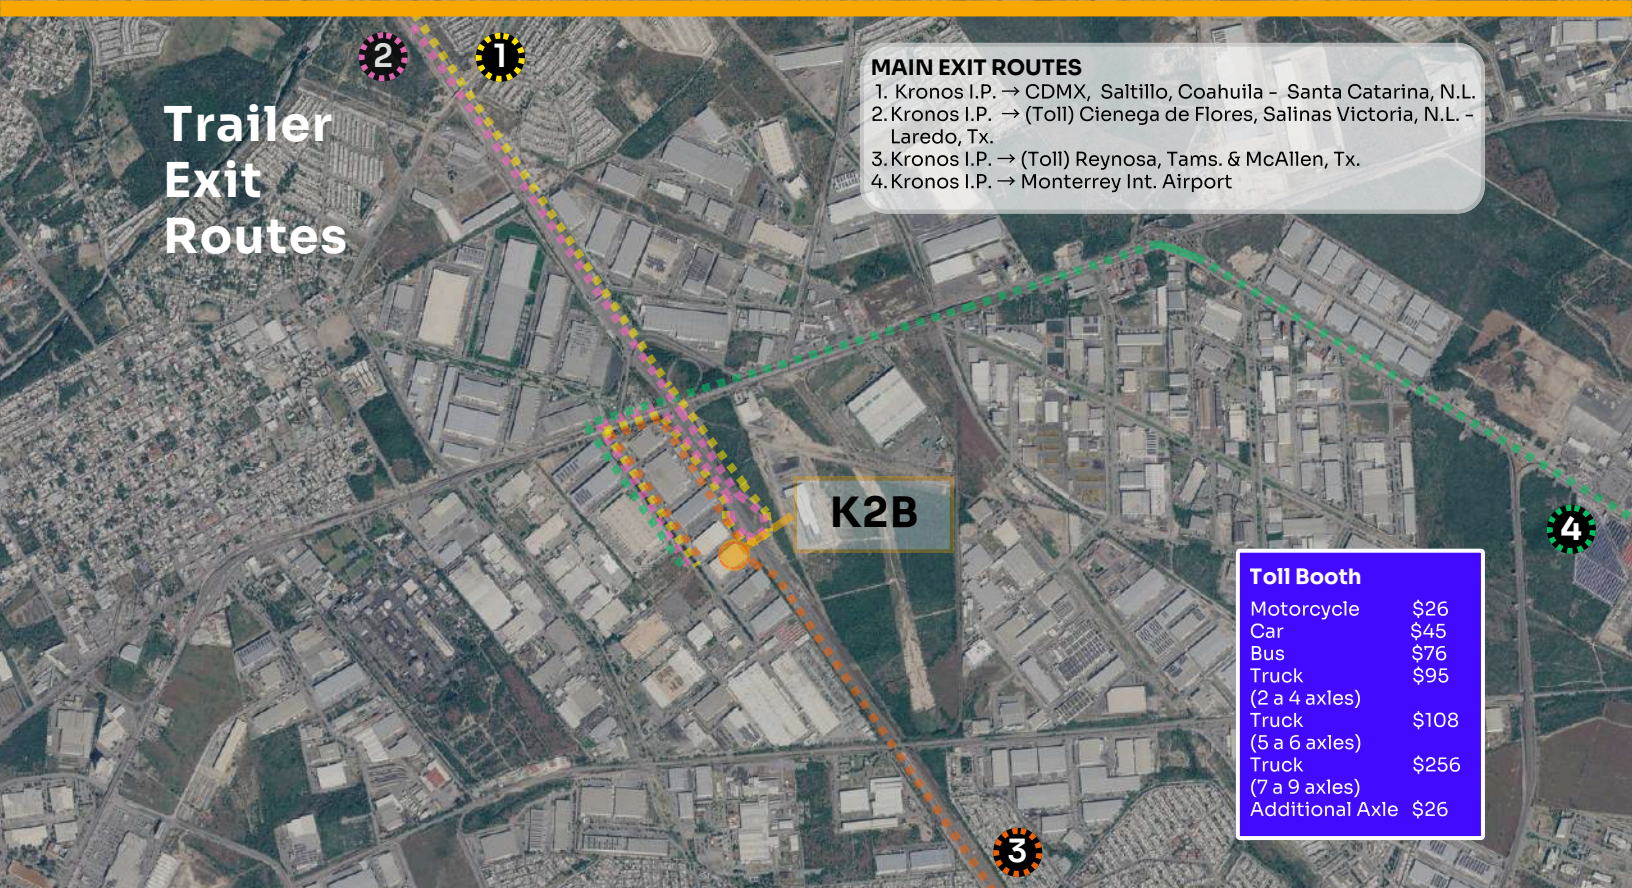 2
1
Trailer
Exit
Routes
MAIN EXIT ROUTES
1. Kronos I.P. → CDMX, Saltillo, Coahuila - Santa Catarina, N.L.
2. Kronos I.P. → (Toll) Cienega de Flores, Salinas Victoria, N.L. -
Laredo, Tx.
3. Kronos I.P. → (Toll) Reynosa, Tams. & McAllen, Tx.
4. Kronos I.P. → Monterrey Int. Airport
K2B
4
Toll Booth
Motorcycle $26
Car $45
Bus $76
Truck $95
(2 a 4 axles)
Truck $108
(5 a 6 axles)
Truck $256
(7 a 9 axles)
Additional Axle $26
3